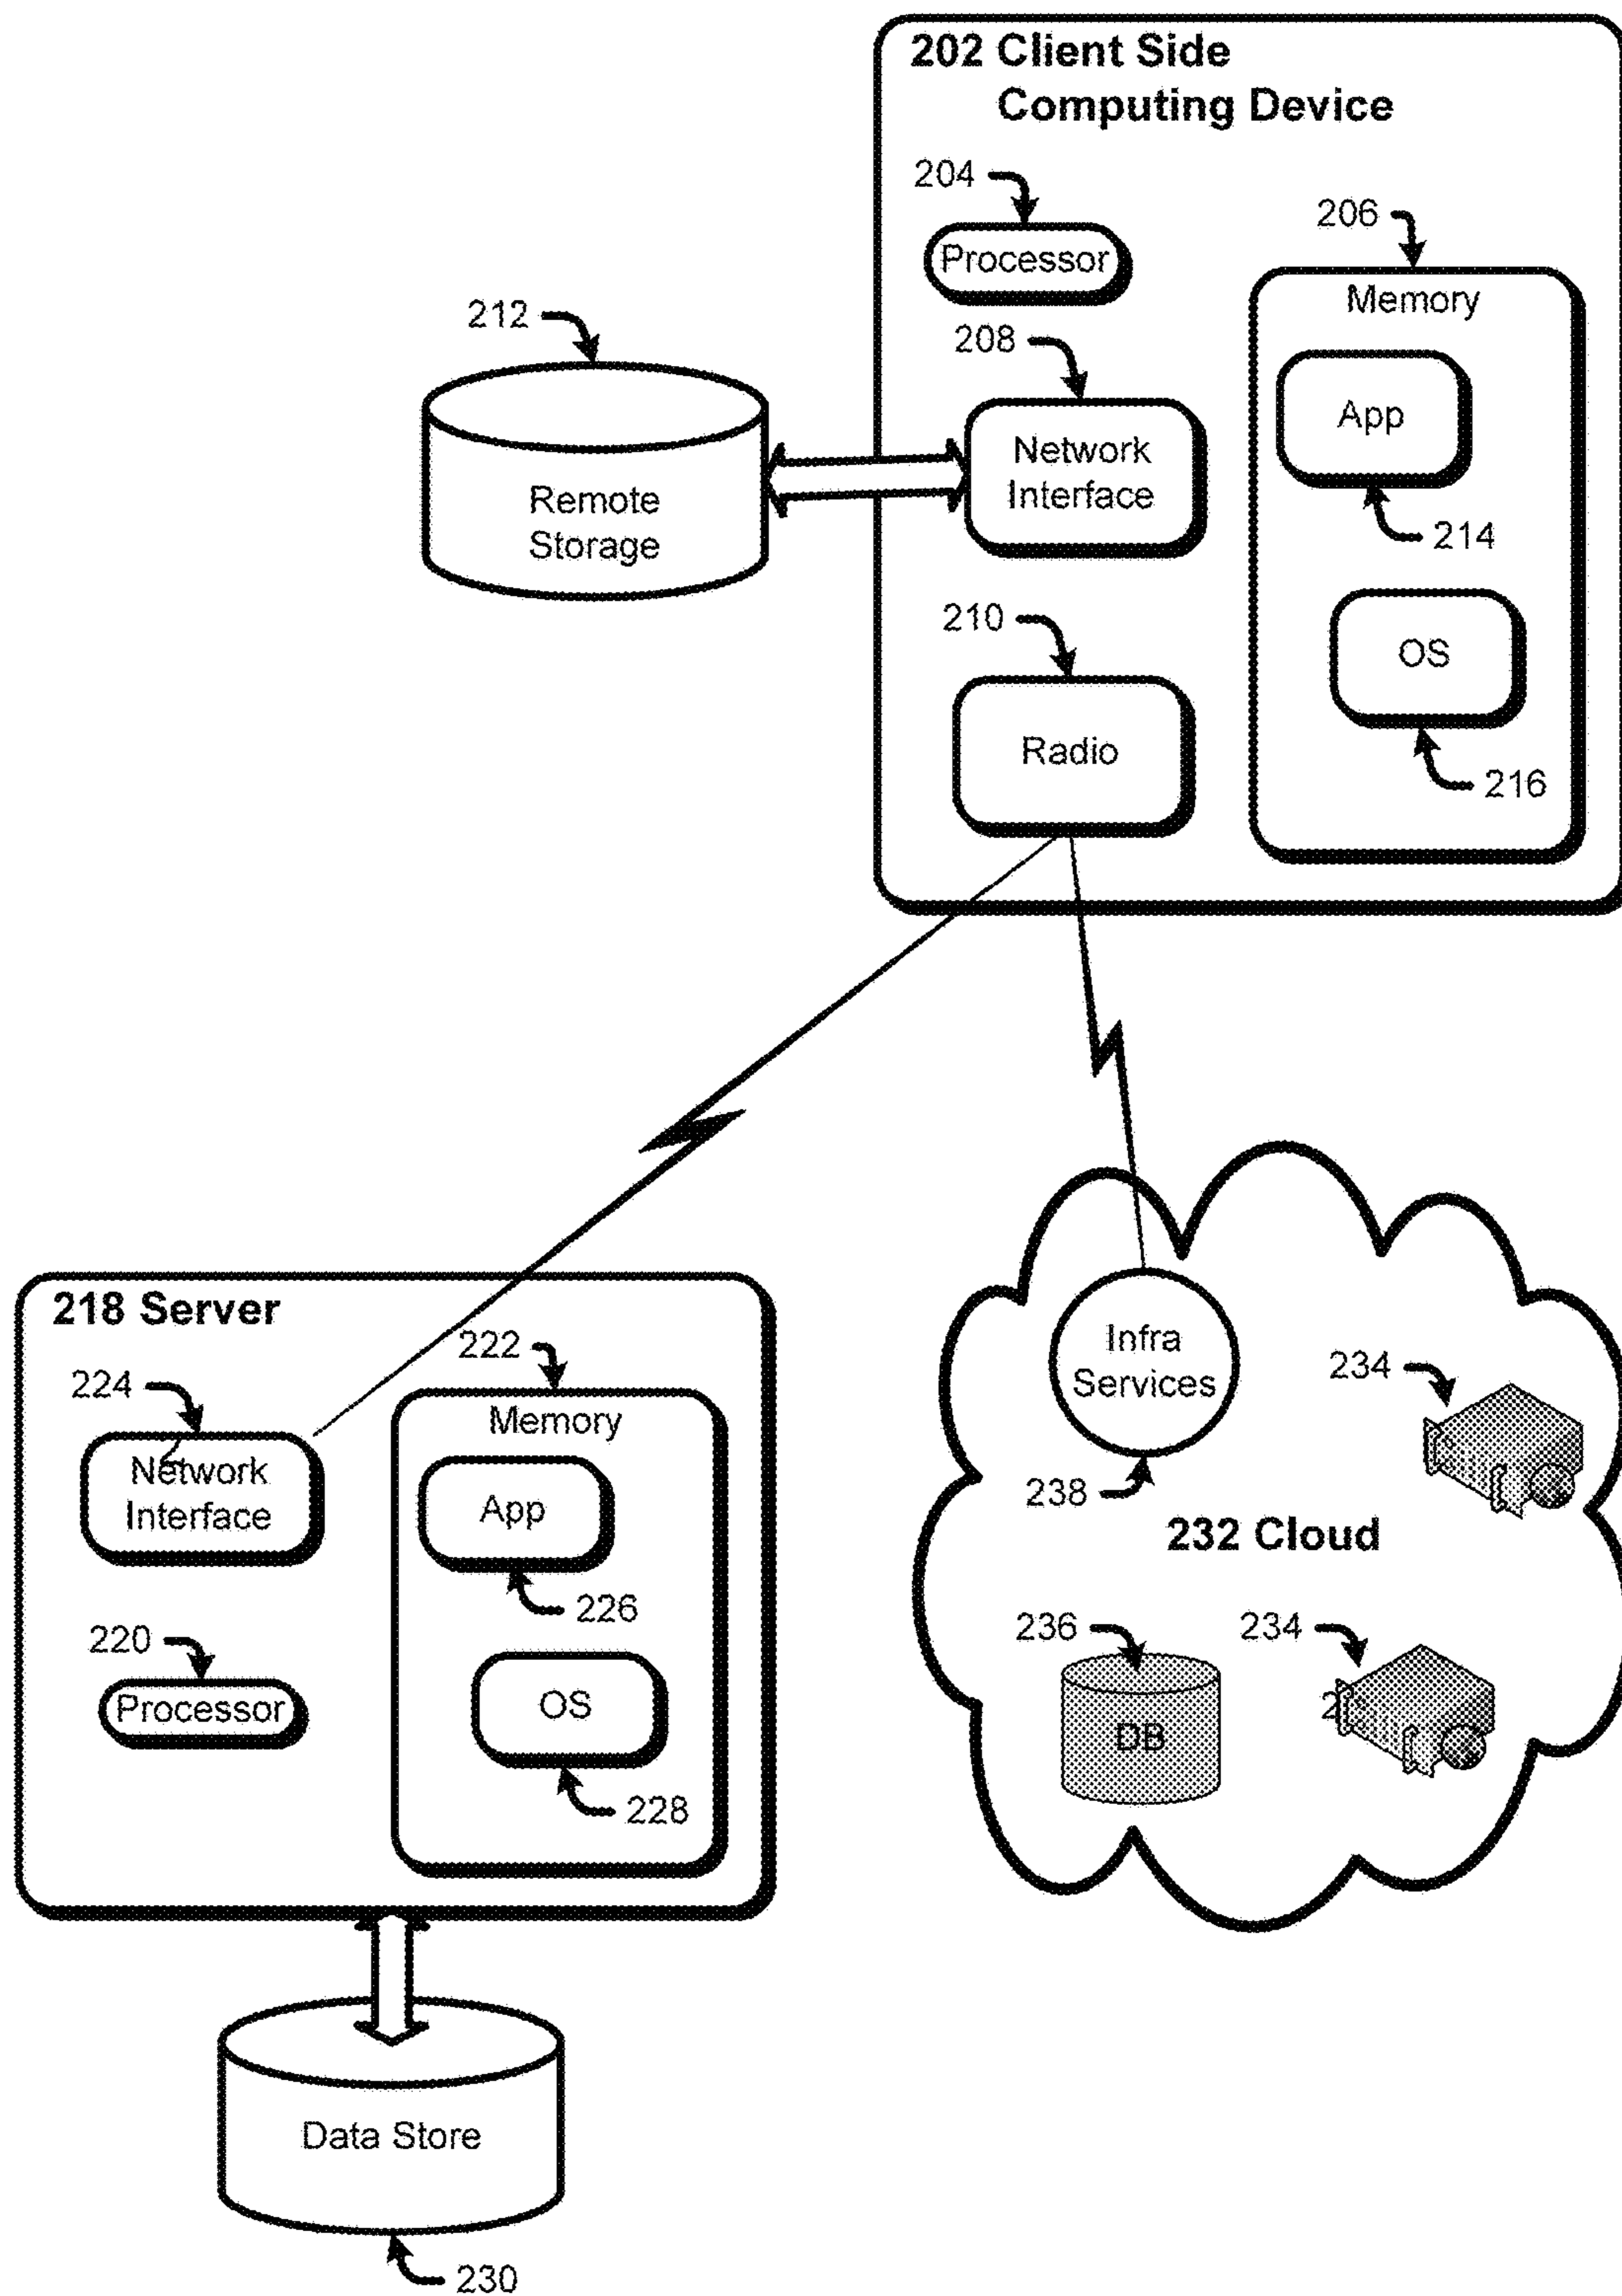 202 Client Side
Computing Device
204
Processor
206
Memory
212
208
Remote
Storage
Network
Interface
App
214
210
Radio
OS
216
218 Server
222
224
Memory
Network
Interface
App
226
220
Processor
OS
228
Infra
Services
238
234
232 Cloud
236
DB
234
Data Store
230